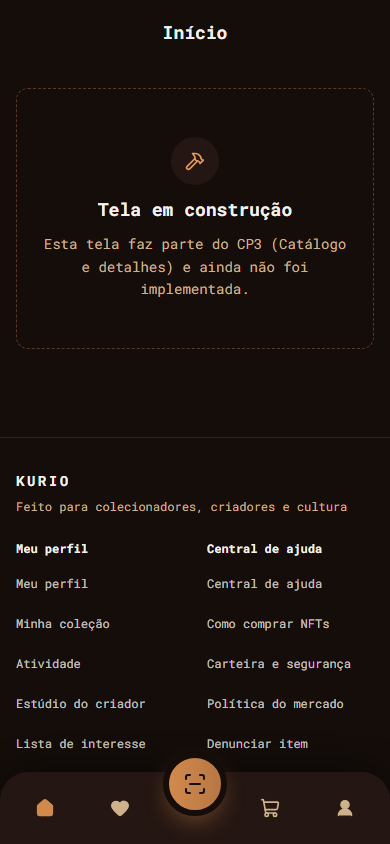 Início
Tela em construção
Esta tela faz parte do CP3 (Catálogo
e detalhes) e ainda não foi
implementada.
KURIO
Feito para colecionadores, criadores e cultura
Meu perfil
Meu perfil
Minha coleção
Atividade
Estúdio do criador
Lista de interesse
Central de ajuda
Central de ajuda
Como comprar NFTs
Carteira e segurança
Política do mercado
Denunciar item